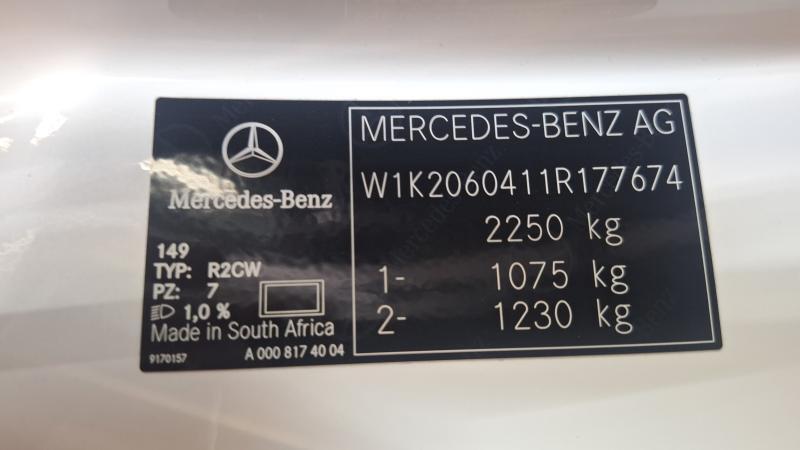 Mercedes-Benz
149
TYP: R2CW
PZ: 7
1,0 %
Made in South Africa
9170157 A 000 817 40 04
MERCEDES-BENZ AG
W1K2060411R177674
2250 kg
1- 1075 kg
2- 1230 kg